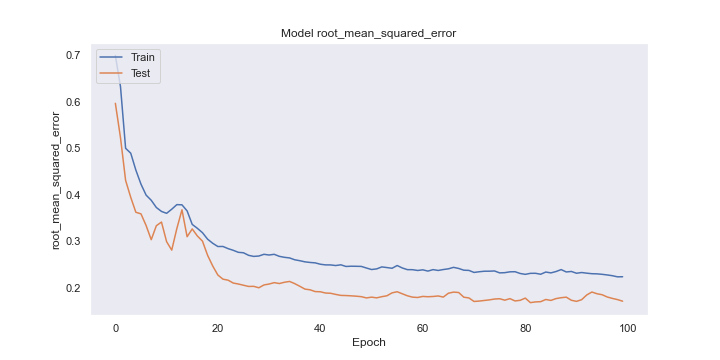 Model root_mean_squared_error
0.7
0.6
0.5
0.4
0.3
0.2
root_mean_squared_error
Train
Test
0 20 40 60 80 100
Epoch